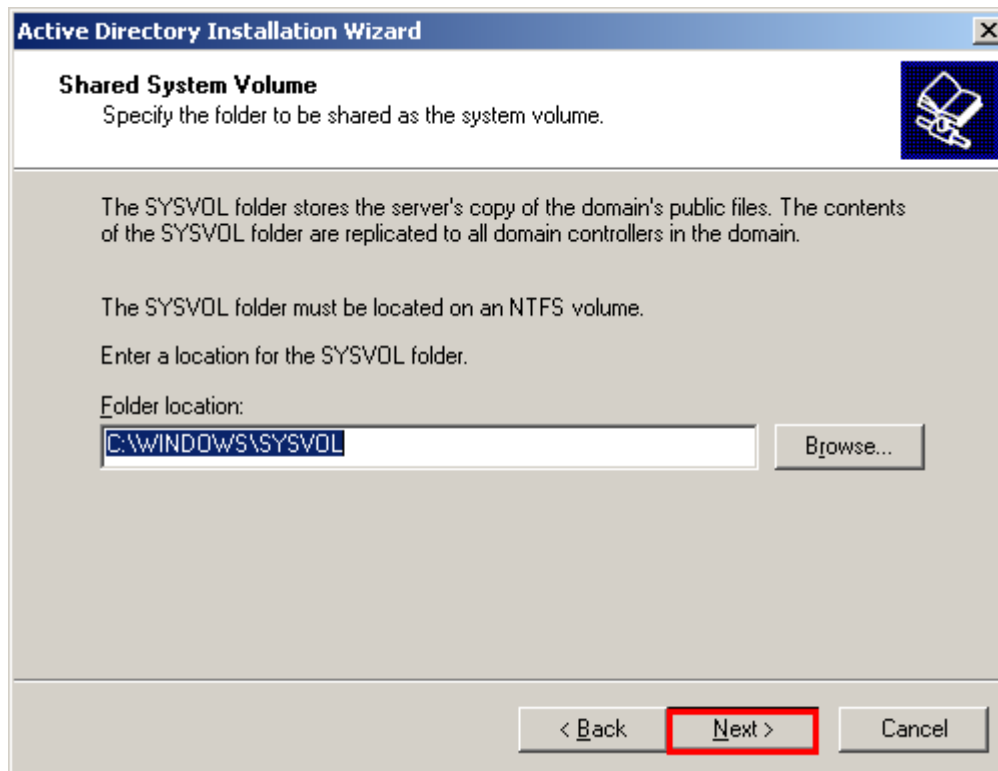 Active Directory Installation Wizard
Shared System Volume
Specify the folder to be shared as the system volume.
The SYSVOL folder stores the server's copy of the domain's public files. The contents
of the SYSVOL folder are replicated to all domain controllers in the domain.
The SYSVOL folder must be located on an NTFS volume.
Enter a location for the SYSVOL folder.
Folder location:
C:\WINDOWS\SYSVOL
Browse...
< Back
Next >
Cancel